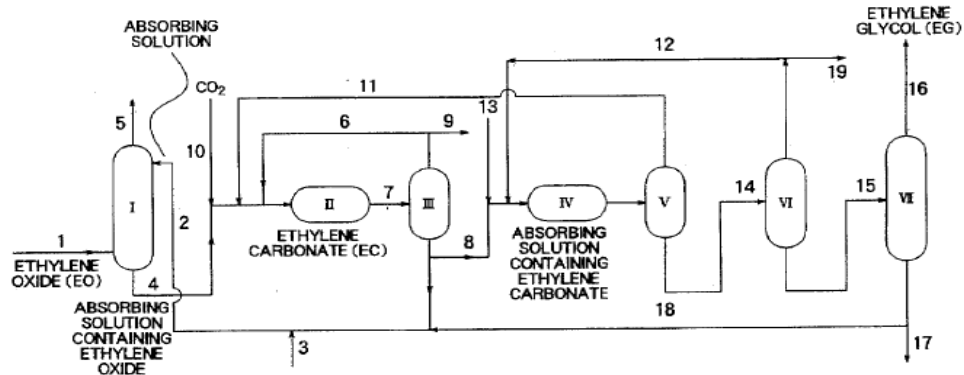 ABSORBING
SOLUTION
ETHYLENE
GLYCOL (EG)
12
19
CO₂
11
13
16
5
6
9
10
I
2
7
II
III
IV
V
14
VI
15
VII
1
ETHYLENE
CARBONATE (EC)
8
ABSORBING
SOLUTION
CONTAINING
ETHYLENE
CARBONATE
ETHYLENE
OXIDE (EO)
4
18
ABSORBING
SOLUTION
CONTAINING
ETHYLENE
OXIDE
3
17